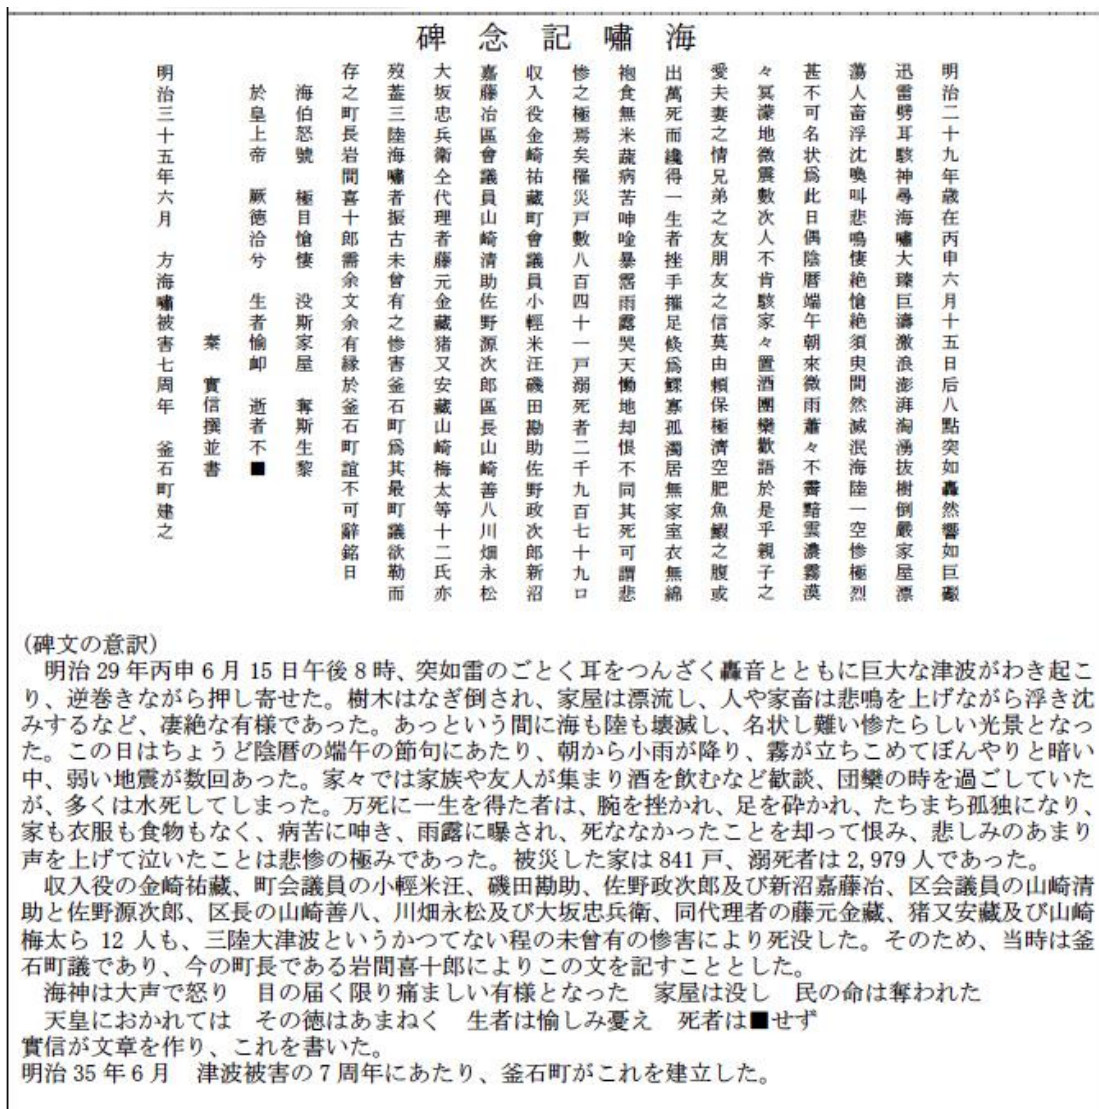 海嘯記念碑
明治二十九年歳在丙申六月十五日后八點突如轟然響如巨礮
迅雷劈耳駭神尋海嘯大臻巨濤激浪澎湃洶湧抜樹倒嚴家屋漂
蕩人畜浮沈喚叫悲鳴悽絶愴絶須臾間然滅泯海陸一空惨極烈
甚不可名状爲此日偶陰暦端午朝來微雨蕭々不霽黯雲濃霧漠
々冥濛地微震數次人不肯駭家々置酒團欒歡語於是乎親子之
愛夫妻之情兄弟之友朋友之信莫由頼保極濟空肥魚鰕之腹或
出萬死而纔得一生者挫手摧足倏爲鰥寡孤濁居無家室衣無綿
袍食無米蔬病苦呻唫暴露雨露哭天慟地却恨不同其死可謂悲
惨之極焉矣罹災戸數八百四十一戸溺死者二千九百七十九口
収入役金崎祐藏町會議員小輕米汪磯田勘助佐野政次郎新沼
嘉藤冶區會議員山崎清助佐野源次郎區長山崎善八川畑永松
大坂忠兵衛仝代理者藤元金藏猪又安藏山崎梅太等十二氏亦
歿蓋三陸海嘯者振古未曾有之惨害釜石町爲其最町議欲勒而
存之町長岩間喜十郎需余文余有縁於釜石町誼不可辭銘日
海伯怒號　極目愴悽　没斯家屋　奪斯生黎
於皇上帝　厥徳洽兮　生者愉卹　逝者不■
秦　實信撰並書
明治三十五年六月　方海嘯被害七周年　釜石町建之
(碑文の意訳)
明治 29 年丙申 6 月 15 日午後 8 時、突如雷のごとく耳をつんざく轟音とともに巨大な津波がわき起こ
り、逆巻きながら押し寄せた。樹木はなぎ倒され、家屋は漂流し、人や家畜は悲鳴を上げながら浮き沈
みするなど、凄絶な有様であった。あっという間に海も陸も壊滅し、名状し難い惨たらしい光景となっ
た。この日はちょうど陰暦の端午の節句にあたり、朝から小雨が降り、霧が立ちこめてぼんやりと暗い
中、弱い地震が数回あった。家々では家族や友人が集まり酒を飲むなど歓談、団欒の時を過ごしていた
が、多くは水死してしまった。万死に一生を得た者は、腕を挫かれ、足を砕かれ、たちまち孤独になり、
家も衣服も食物もなく、病苦に呻き、雨露に曝され、死ななかったことを却って恨み、悲しみのあまり
声を上げて泣いたことは悲惨の極みであった。被災した家は 841 戸、溺死者は 2,979 人であった。
収入役の金崎祐藏、町会議員の小輕米汪、磯田勘助、佐野政次郎及び新沼嘉藤冶、区会議員の山崎清
助と佐野源次郎、区長の山崎善八、川畑永松及び大坂忠兵衛、同代理者の藤元金藏、猪又安藏及び山崎
梅太ら 12 人も、三陸大津波というかつてない程の未曾有の惨害により死没した。そのため、当時は釜
石町議であり、今の町長である岩間喜十郎によりこの文を記すこととした。
海神は大声で怒り　目の届く限り痛ましい有様となった　家屋は没し　民の命は奪われた
天皇におかれては　その徳はあまねく　生者は愉しみ憂え　死者は■せず
實信が文章を作り、これを書いた。
明治 35 年 6 月　津波被害の 7 周年にあたり、釜石町がこれを建立した。